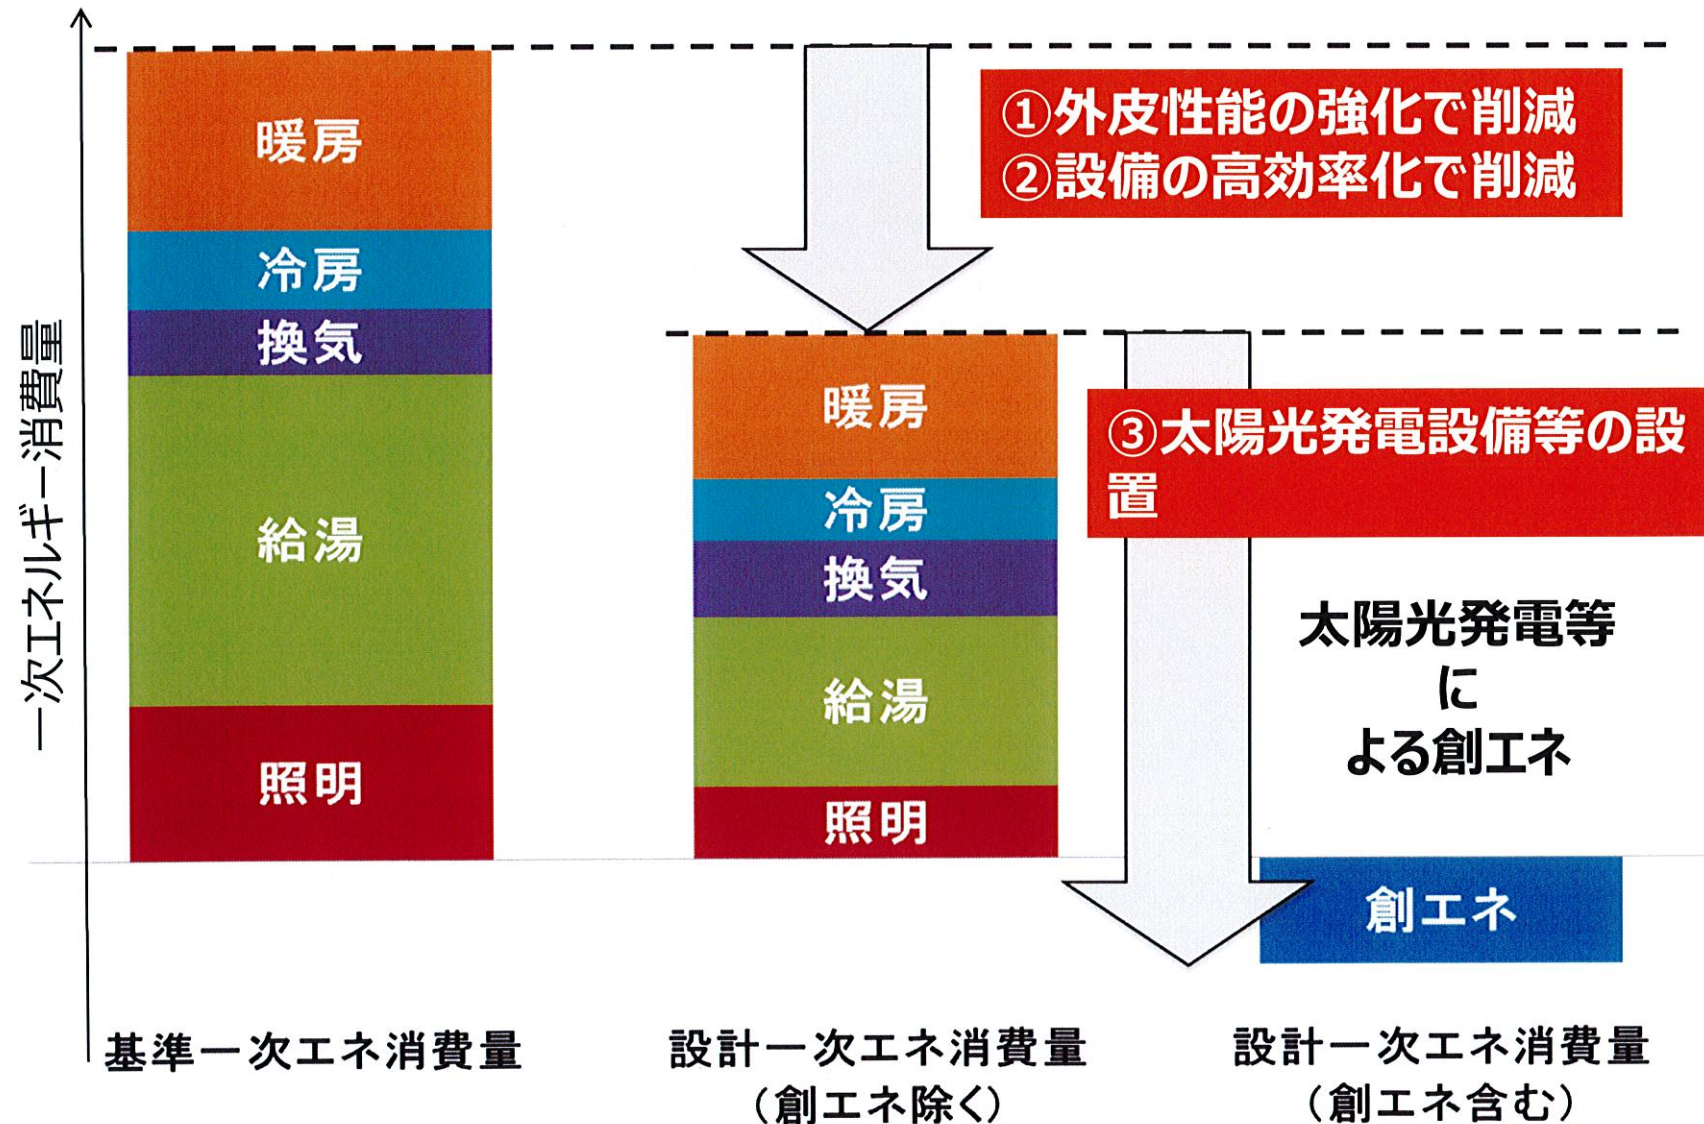 一次エネルギー消費量
暖房
冷房
換気
給湯
照明
基準一次エネ消費量
①外皮性能の強化で削減
②設備の高効率化で削減
暖房
冷房
換気
給湯
照明
設計一次エネ消費量
（創エネ除く）
③太陽光発電設備等の設
置
太陽光発電等
に
よる創エネ
創エネ
設計一次エネ消費量
（創エネ含む）